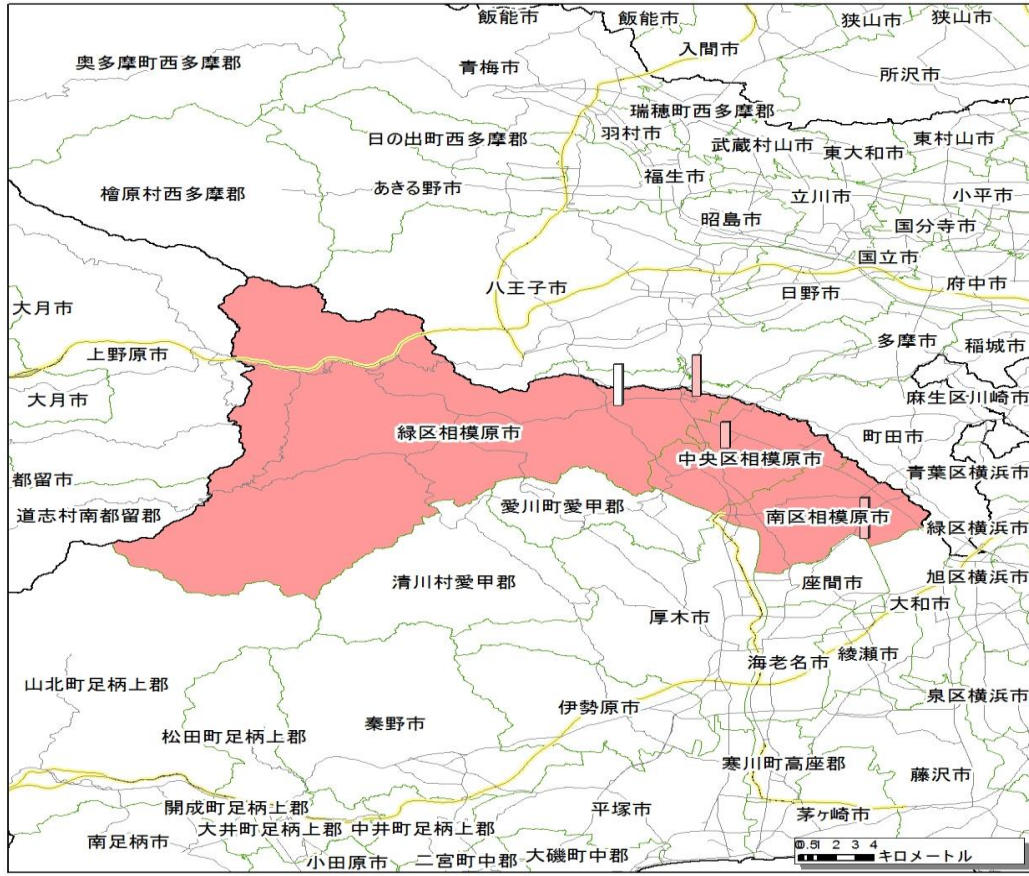 飯能市
飯能市
狭山市
狭山市
入間市
奥多摩町西多摩郡
青梅市
所沢市
瑞穂町西多摩郡
羽村市
日の出町西多摩郡
武蔵村山市
東大和市
東村山市
檜原村西多摩郡
あきる野市
福生市
立川市
小平市
昭島市
国分寺市
国立市
八王子市
日野市
府中市
大月市
上野原市
多摩市
稲城市
大月市
麻生区川崎市
緑区相模原市
町田市
中央区相模原市
青葉区横浜市
都留市
道志村南都留郡
愛川町愛甲郡
南区相模原市
緑区横浜市
清川村愛甲郡
座間市
旭区横浜市
大和市
厚木市
海老名市
綾瀬市
山北町足柄上郡
泉区横浜市
伊勢原市
秦野市
松田町足柄上郡
寒川町高座郡
藤沢市
開成町足柄上郡
平塚市
茅ヶ崎市
南足柄市
大井町足柄上郡
中井町足柄上郡
小田原市
二宮町中郡
大磯町中郡
0 0.5 1 2 3 4
キロメートル